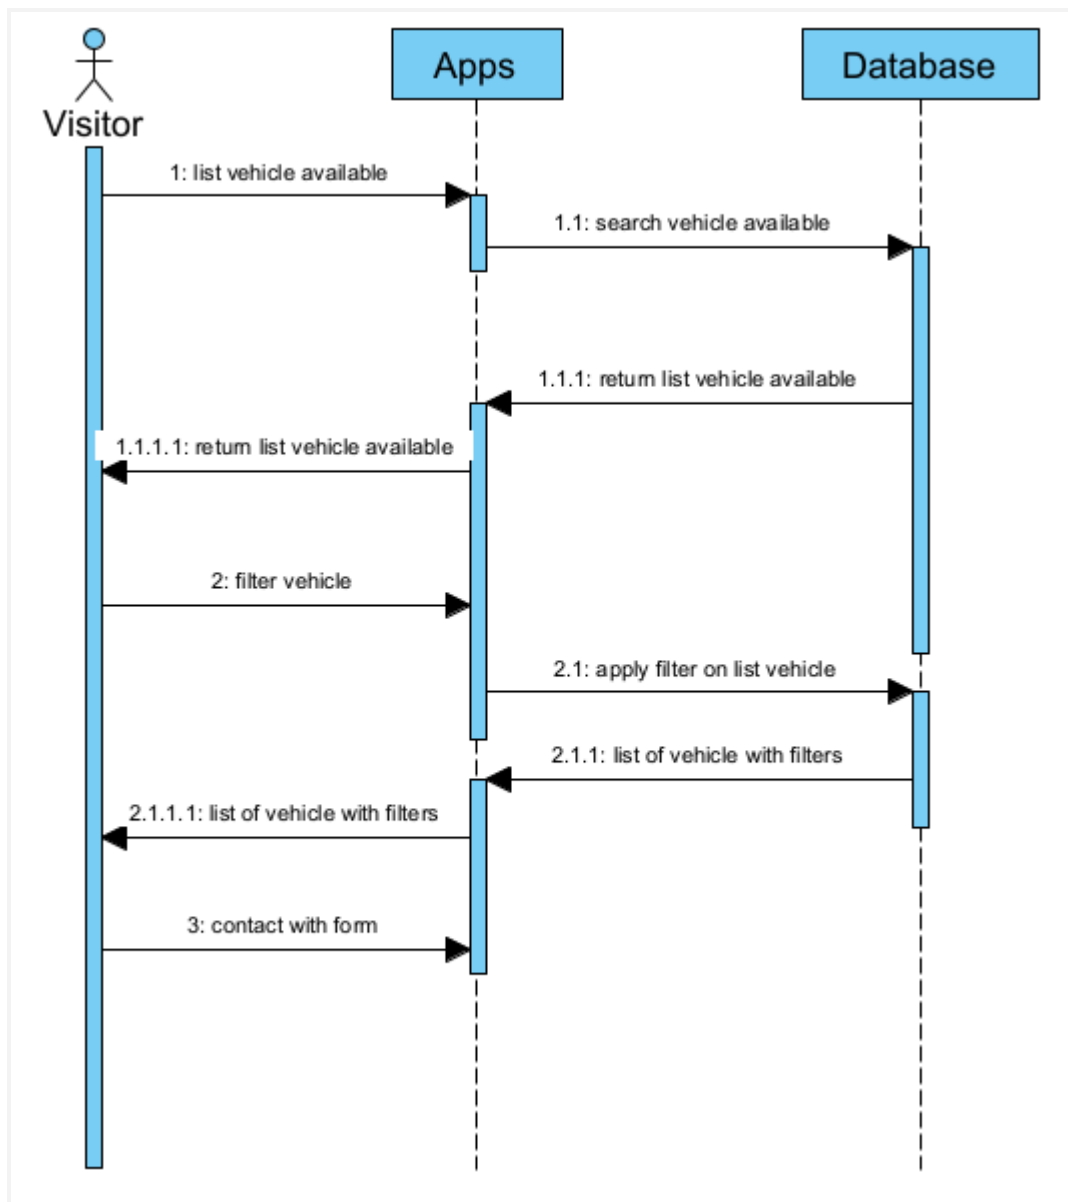 Visitor
Apps
Database
1: list vehicle available
1.1: search vehicle available
1.1.1: return list vehicle available
1.1.1.1: return list vehicle available
2: filter vehicle
2.1: apply filter on list vehicle
2.1.1: list of vehicle with filters
2.1.1.1: list of vehicle with filters
3: contact with form